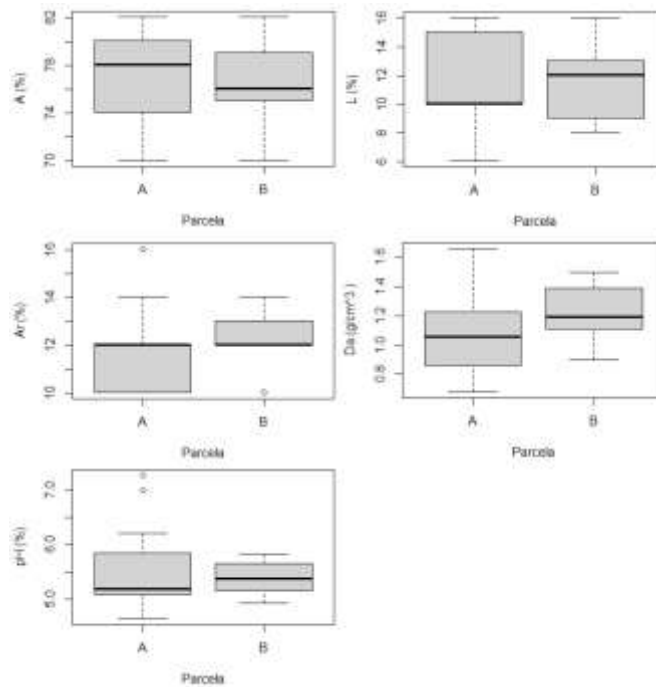 A (%)
70 74 78 82
A B
Parcela
L (%)
6 8 10 12 14 16
A B
Parcela
Ar (%)
10 12 14 16
A B
Parcela
Da (g/cm^3 )
0.8 1.0 1.2 1.4 1.6
A B
Parcela
pH (%)
5.0 6.0 7.0
A B
Parcela